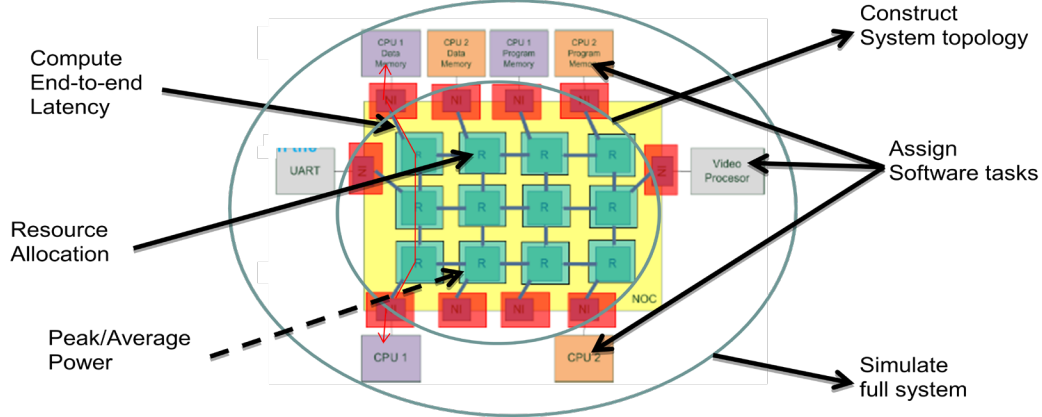 Construct
System topology
Compute
End-to-end
Latency
CPU 1
Data
Memory
CPU 2
Data
Memory
CPU 1
Program
Memory
CPU 2
Program
Memory
NI
NI
NI
NI
n the
UART
NI
R
R
R
R
NI
Video
Procesor
Assign
Software tasks
R
R
R
R
Resource
Allocation
R
R
R
R
NI
NI
NI
NI
NOC
Peak/Average
Power
CPU 1
CPU 2
Simulate
full system